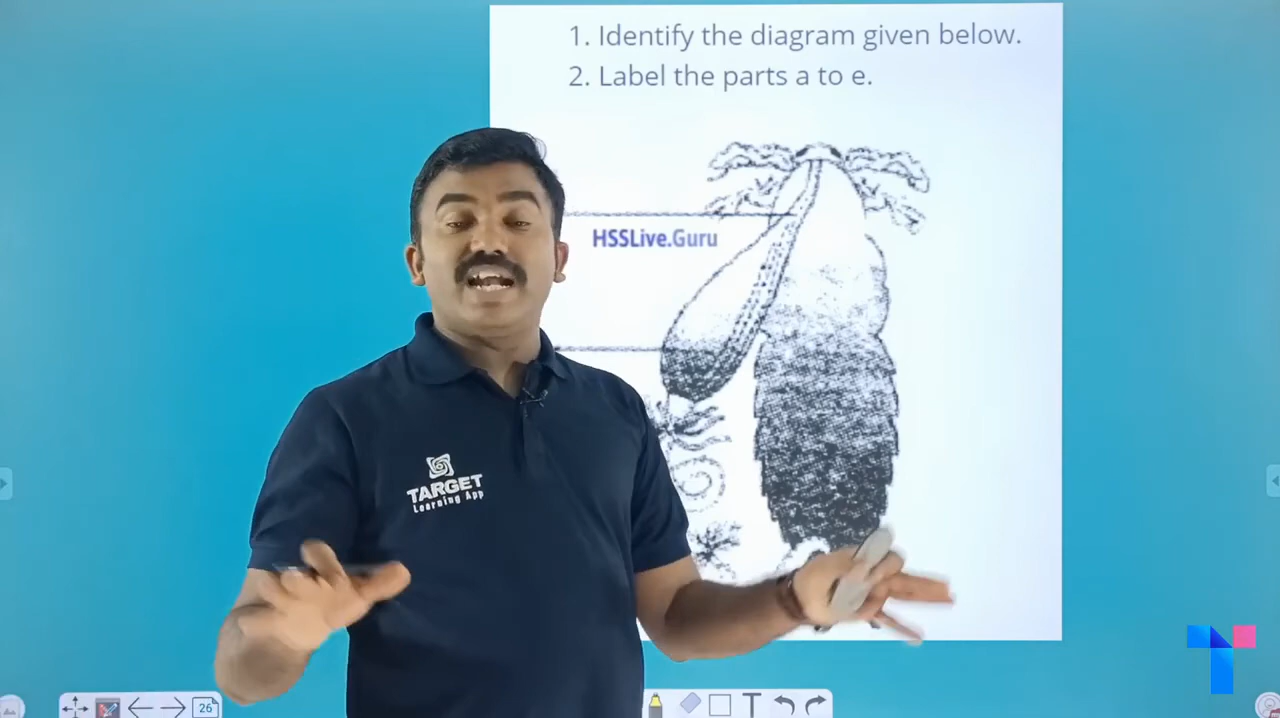 1. Identify the diagram given below.
2. Label the parts a to e.
HSSLive.Guru
TARGET
Learning App
26
T